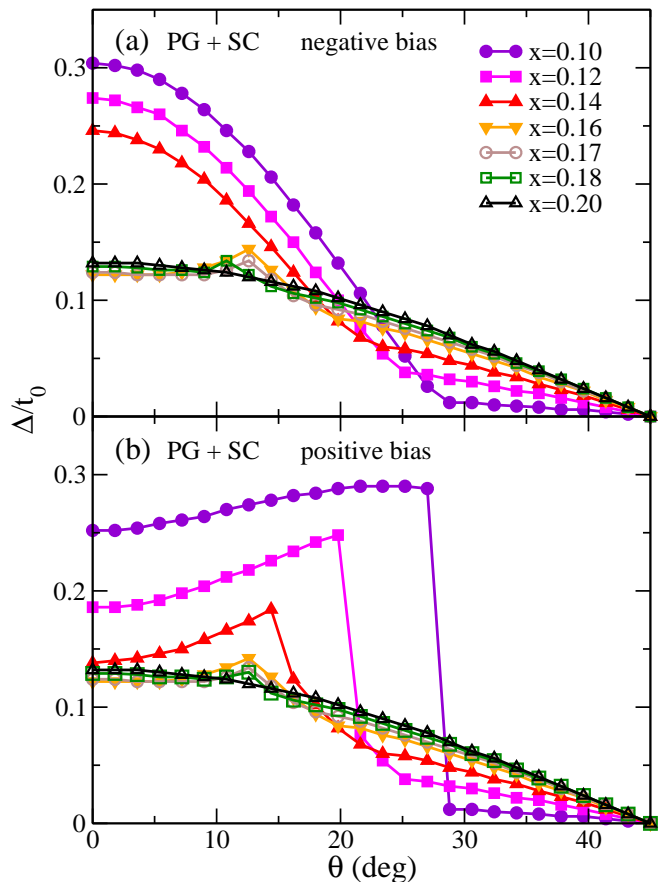 (a) PG + SC negative bias
x=0.10
x=0.12
x=0.14
x=0.16
x=0.17
x=0.18
x=0.20
0.3
0.2
0.1
0
Δ/t₀
(b) PG + SC positive bias
0.3
0.2
0.1
0
0 10 20 30 40
θ (deg)